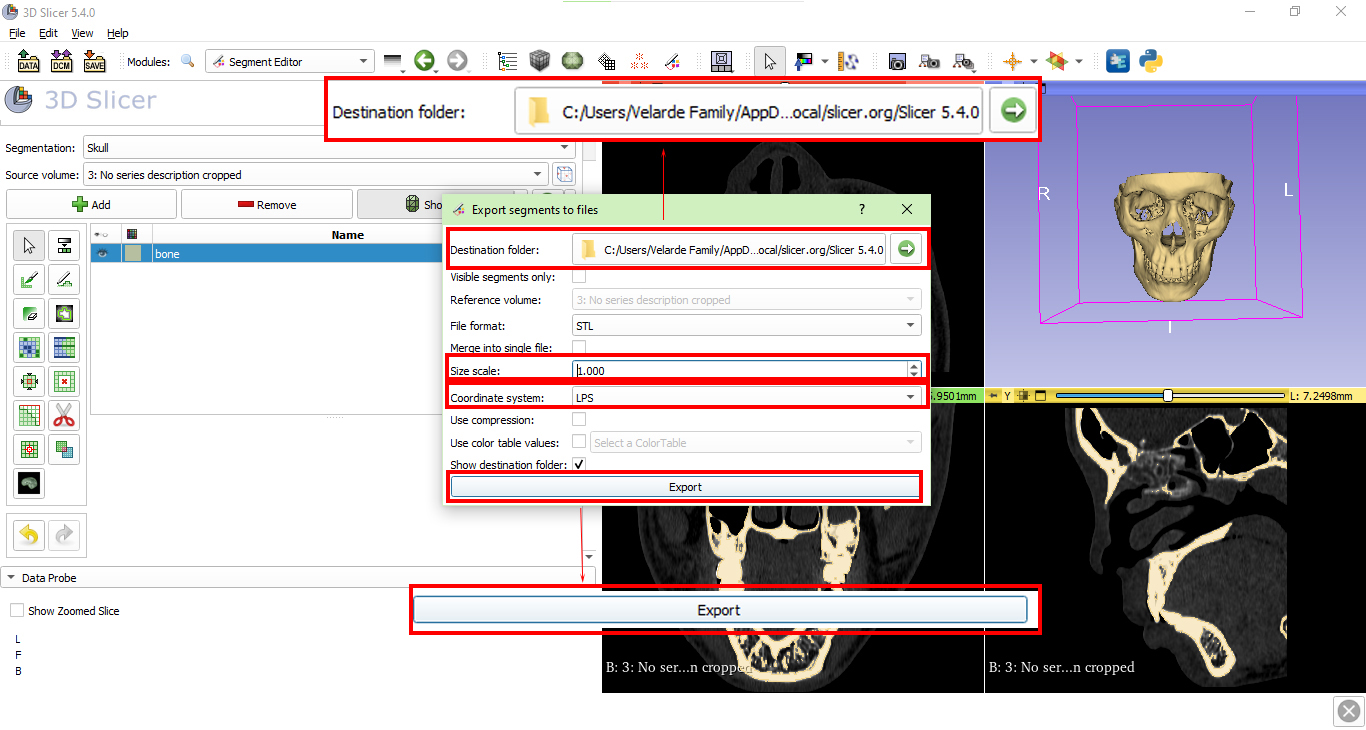 3D Slicer 5.4.0
File Edit View Help
DATA DCM SAVE Modules: Segment Editor
3D Slicer
Destination folder: C:/Users/Velarde Family/AppD...ocal/slicer.org/Slicer 5.4.0
Segmentation: Skull
Source volume: 3: No series description cropped
Add Remove Sho
Name
bone
Export segments to files ?
Destination folder: C:/Users/Velarde Family/AppD...ocal/slicer.org/Slicer 5.4.0
Visible segments only:
Reference volume: 3: No series description cropped
File format: STL
Merge into single file:
Size scale: 1.000
Coordinate system: LPS
Use compression:
Use color table values: Select a ColorTable
Show destination folder:
Export
R L
I
.9501mm Y L: 7.2498mm
Data Probe
Show Zoomed Slice
L
F
B
Export
B: 3: No ser...n cropped B: 3: No ser...n cropped